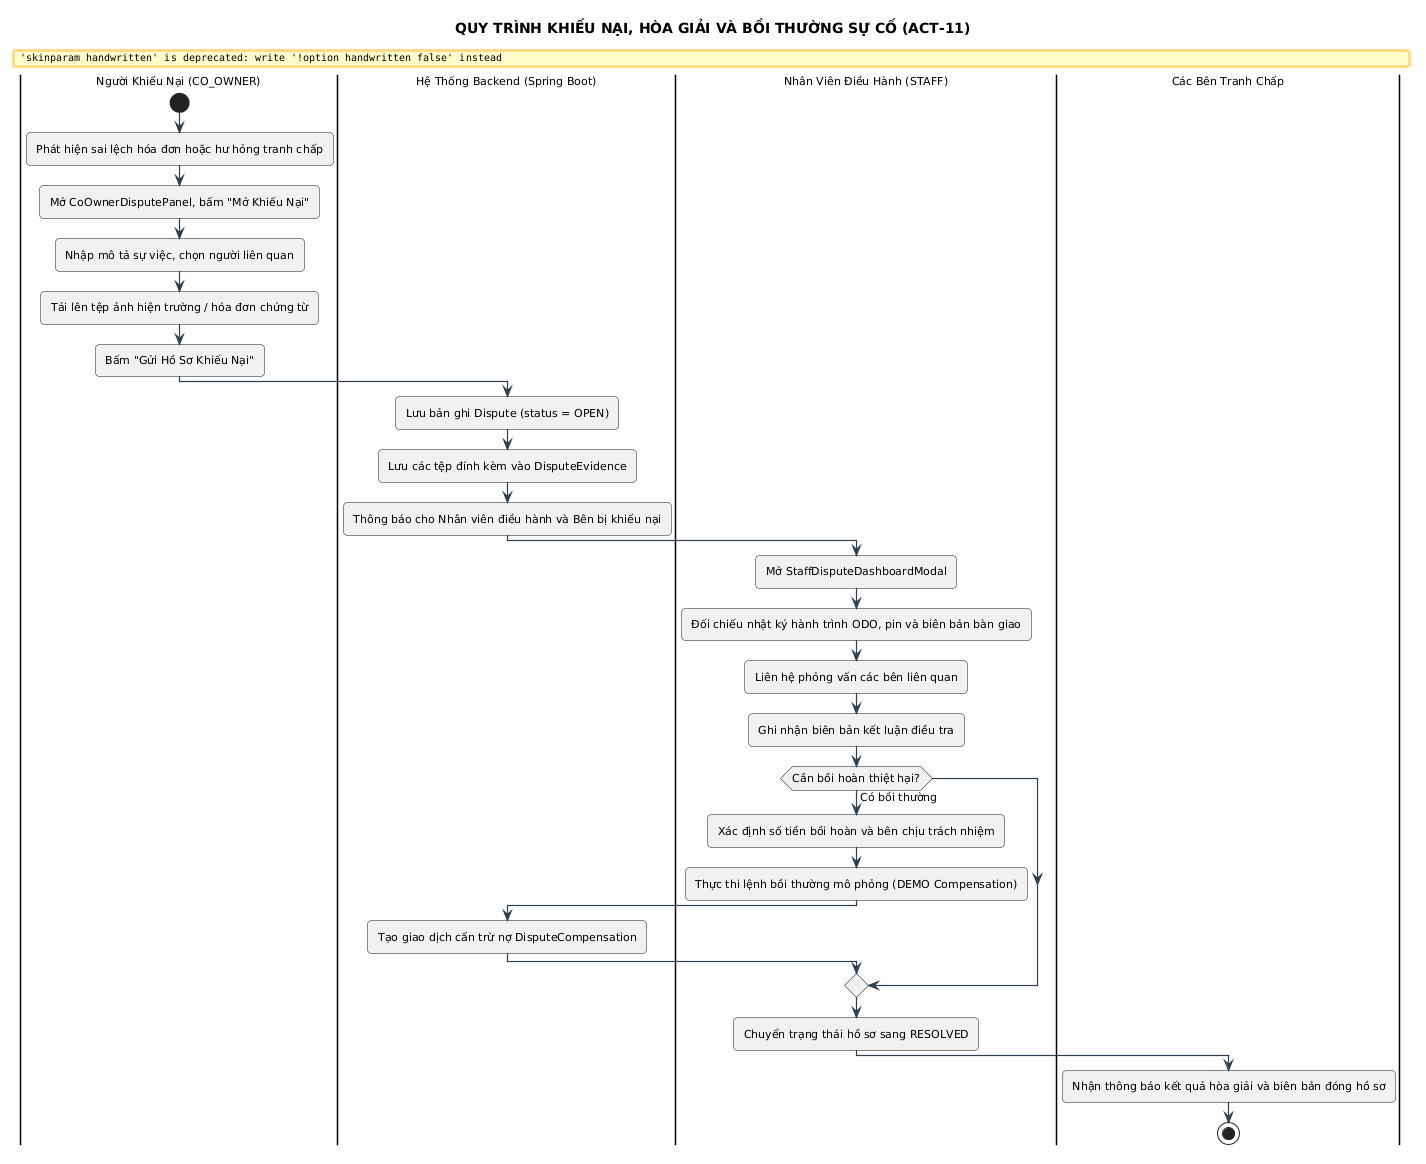 QUY TRÌNH KHIẾU NẠI, HÒA GIẢI VÀ BỒI THƯỜNG SỰ CỐ (ACT-11)
'skinparam handwritten' is deprecated: write '!option handwritten false' instead
Người Khiếu Nại (CO_OWNER)
Hệ Thống Backend (Spring Boot)
Nhân Viên Điều Hành (STAFF)
Các Bên Tranh Chấp
Phát hiện sai lệch hóa đơn hoặc hư hỏng tranh chấp
Mở CoOwnerDisputePanel, bấm "Mở Khiếu Nại"
Nhập mô tả sự việc, chọn người liên quan
Tải lên tệp ảnh hiện trường / hóa đơn chứng từ
Bấm "Gửi Hồ Sơ Khiếu Nại"
Lưu bản ghi Dispute (status = OPEN)
Lưu các tệp đính kèm vào DisputeEvidence
Thông báo cho Nhân viên điều hành và Bên bị khiếu nại
Mở StaffDisputeDashboardModal
Đối chiếu nhật ký hành trình ODO, pin và biên bản bàn giao
Liên hệ phỏng vấn các bên liên quan
Ghi nhận biên bản kết luận điều tra
Cần bồi hoàn thiệt hại?
Có bồi thường
Xác định số tiền bồi hoàn và bên chịu trách nhiệm
Thực thi lệnh bồi thường mô phỏng (DEMO Compensation)
Tạo giao dịch cấn trừ nợ DisputeCompensation
Chuyển trạng thái hồ sơ sang RESOLVED
Nhận thông báo kết quả hòa giải và biên bản đóng hồ sơ